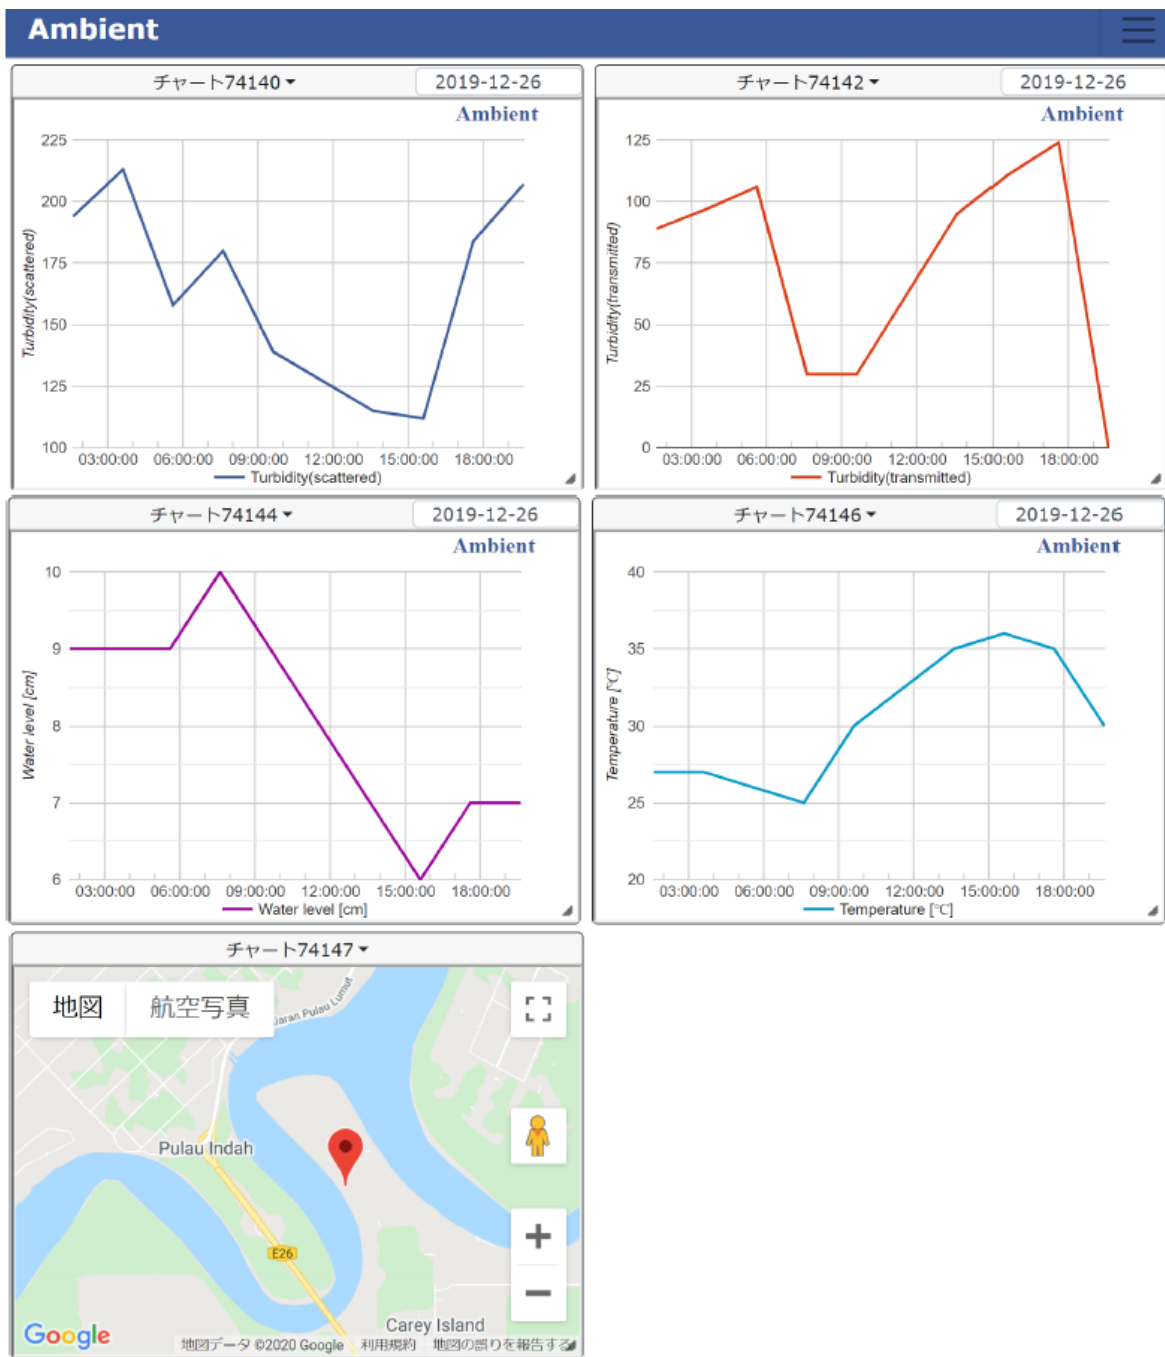 Ambient
チャート74140
2019-12-26
Ambient
225
200
175
150
125
100
Turbidity(scattered)
03:00:00 06:00:00 09:00:00 12:00:00 15:00:00 18:00:00
Turbidity(scattered)
チャート74142
2019-12-26
Ambient
125
100
75
50
25
0
Turbidity(transmitted)
03:00:00 06:00:00 09:00:00 12:00:00 15:00:00 18:00:00
Turbidity(transmitted)
チャート74144
2019-12-26
Ambient
10
9
8
7
6
Water level [cm]
03:00:00 06:00:00 09:00:00 12:00:00 15:00:00 18:00:00
Water level [cm]
チャート74146
2019-12-26
Ambient
40
35
30
25
20
Temperature [℃]
03:00:00 06:00:00 09:00:00 12:00:00 15:00:00 18:00:00
Temperature [℃]
チャート74147
地図 航空写真
Pulau Lumut
Pulau Indah
E26
Carey Island
Google
地図データ ©2020 Google 利用規約 地図の誤りを報告する